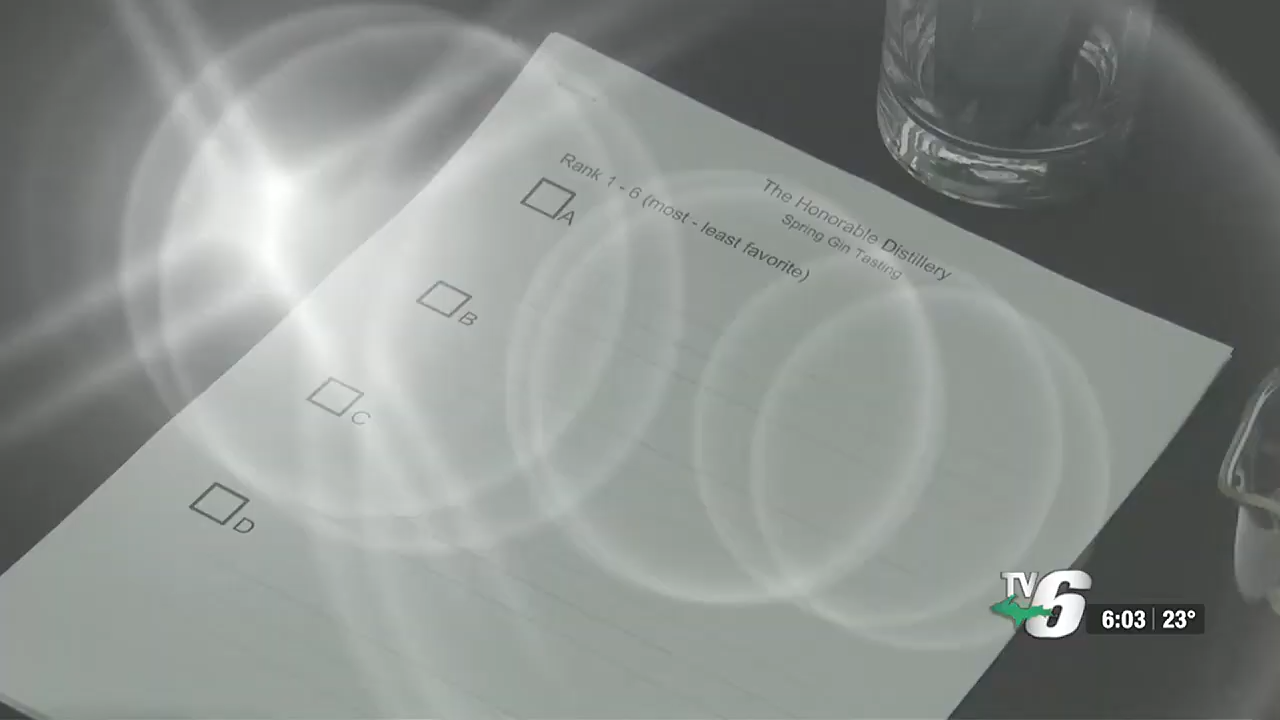 The Honorable Distillery
Spring Gin Tasting
Rank 1 - 6 (most - least favorite)
A
B
C
D
TV6
6:03 23°